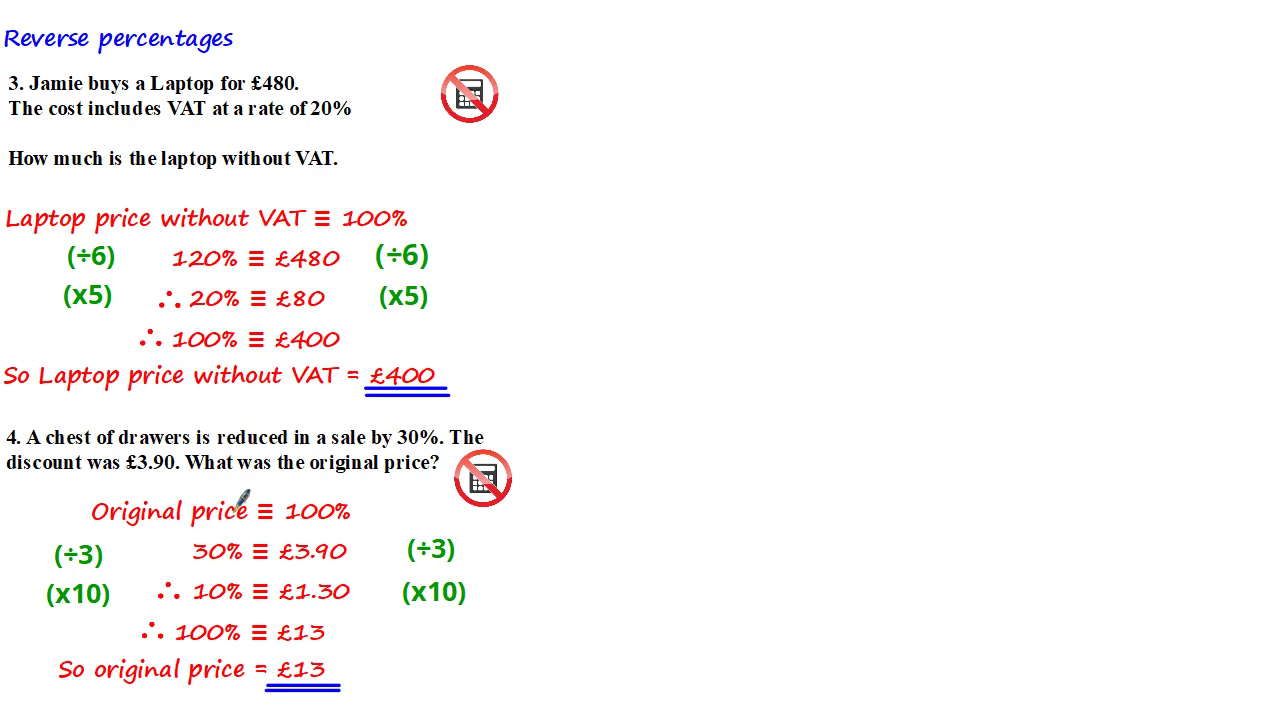 Reverse percentages
3. Jamie buys a Laptop for £480.
The cost includes VAT at a rate of 20%
How much is the laptop without VAT.
Laptop price without VAT ≡ 100%
(÷6) 120% ≡ £480 (÷6)
(x5) ∴ 20% ≡ £80 (x5)
∴ 100% ≡ £400
So Laptop price without VAT = £400
4. A chest of drawers is reduced in a sale by 30%. The
discount was £3.90. What was the original price?
Original price ≡ 100%
(÷3) 30% ≡ £3.90 (÷3)
(x10) ∴ 10% ≡ £1.30 (x10)
∴ 100% ≡ £13
So original price = £13